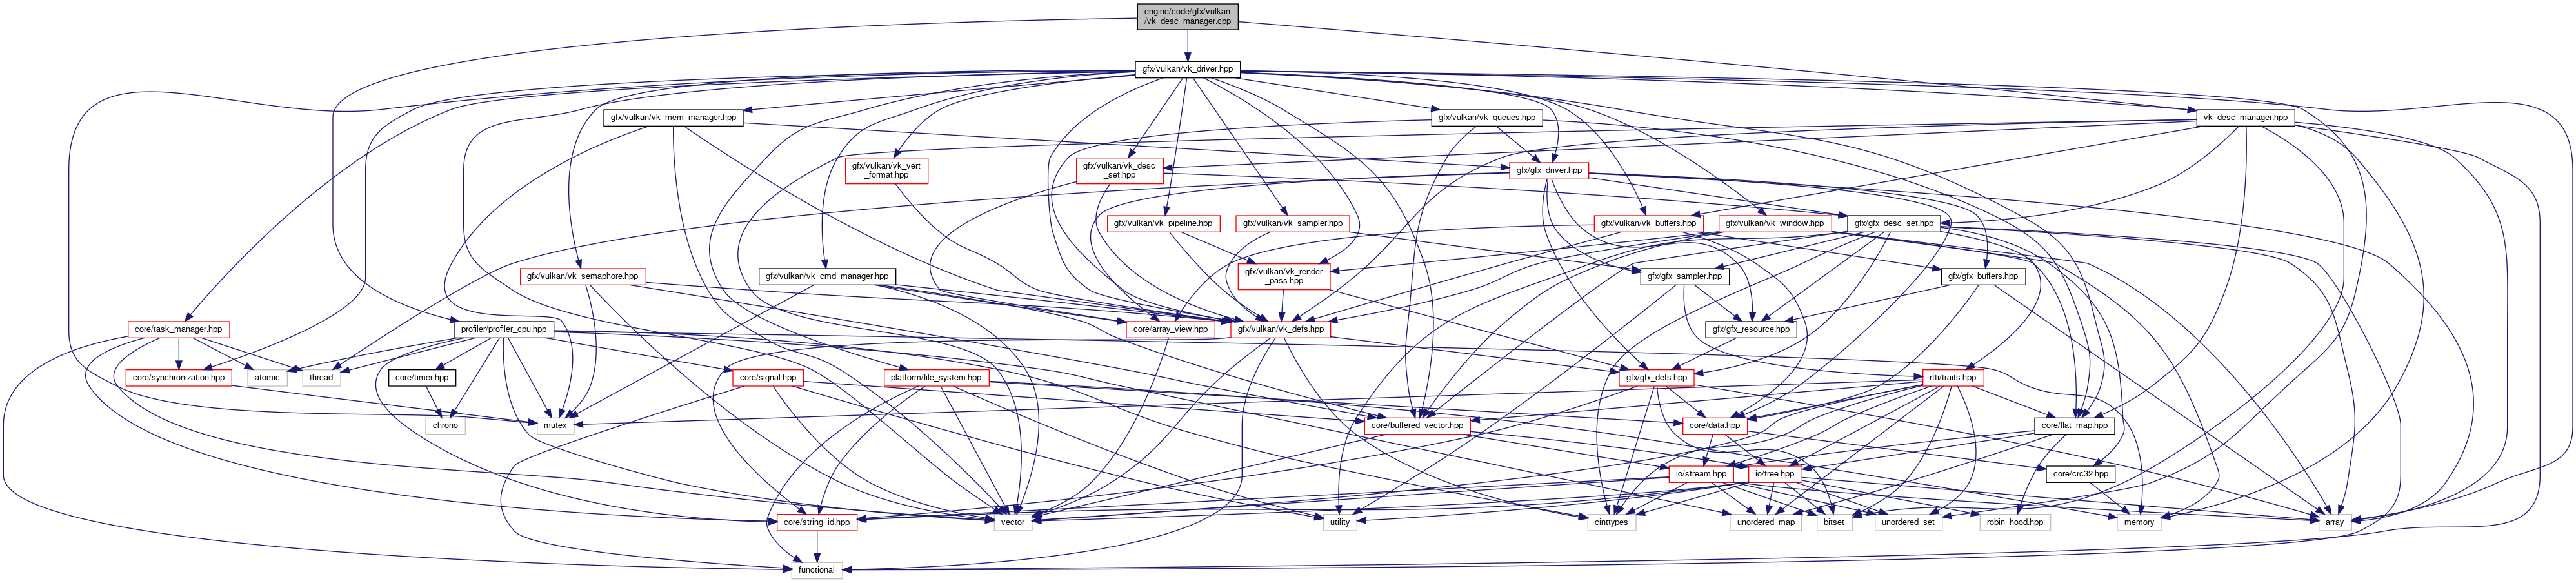 engine/code/gfx/vulkan
/vk_desc_manager.cpp
gfx/vulkan/vk_driver.hpp
gfx/vulkan/vk_mem_manager.hpp
gfx/vulkan/vk_queues.hpp
vk_desc_manager.hpp
gfx/vulkan/vk_vert
_format.hpp
gfx/vulkan/vk_desc
_set.hpp
gfx/gfx_driver.hpp
gfx/vulkan/vk_pipeline.hpp
gfx/vulkan/vk_sampler.hpp
gfx/vulkan/vk_buffers.hpp
gfx/vulkan/vk_window.hpp
gfx/gfx_desc_set.hpp
gfx/vulkan/vk_semaphore.hpp
gfx/vulkan/vk_cmd_manager.hpp
gfx/vulkan/vk_render
_pass.hpp
gfx/gfx_sampler.hpp
gfx/gfx_buffers.hpp
core/task_manager.hpp
profiler/profiler_cpu.hpp
core/array_view.hpp
gfx/vulkan/vk_defs.hpp
gfx/gfx_resource.hpp
core/synchronization.hpp
atomic
thread
core/timer.hpp
core/signal.hpp
platform/file_system.hpp
gfx/gfx_defs.hpp
rtti/traits.hpp
chrono
mutex
core/buffered_vector.hpp
core/data.hpp
core/flat_map.hpp
io/stream.hpp
io/tree.hpp
core/crc32.hpp
core/string_id.hpp
vector
utility
cinttypes
unordered_map
bitset
unordered_set
robin_hood.hpp
memory
array
functional